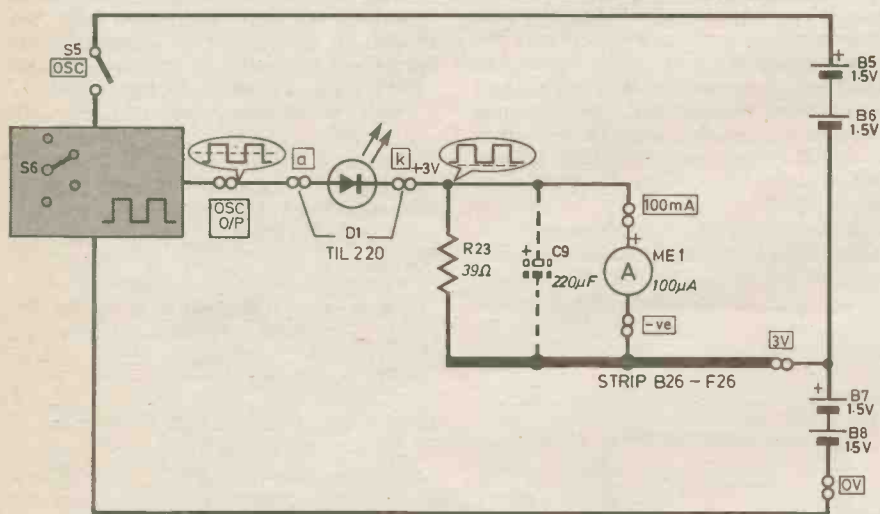 S5
OSC
+
B5
1.5V
B6
1.5V
S6
a
k
+3V
OSC
O/P
D1
TIL 220
100mA
+
R23
39Ω
+
C9
220μF
A
ME1
100μA
-ve
3V
STRIP B26 - F26
+
B7
1.5V
B8
1.5V
0V